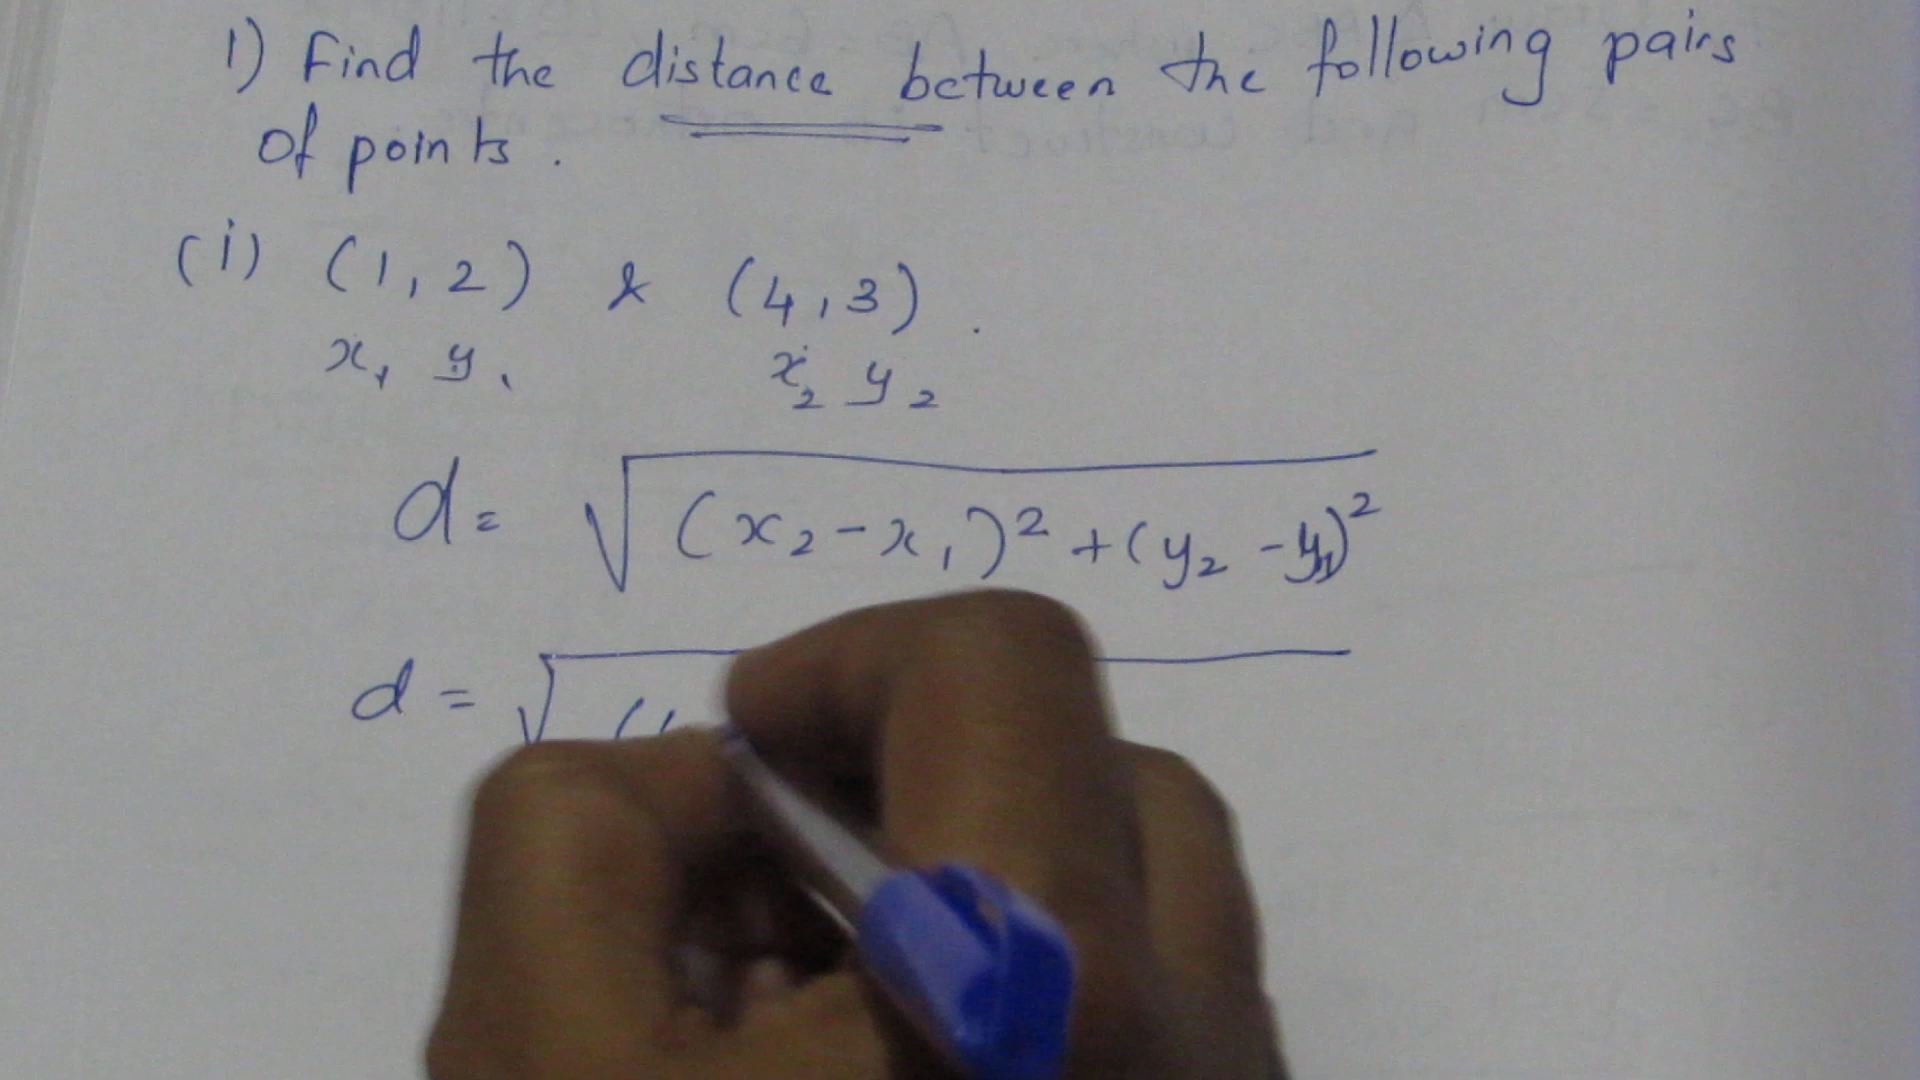 1) Find the distance between the following pairs
of points.
(i) (1,2) & (4,3).
x₁ y₁ x₂ y₂
d= √(x₂-x₁)²+(y₂-y₁)²
d = √((